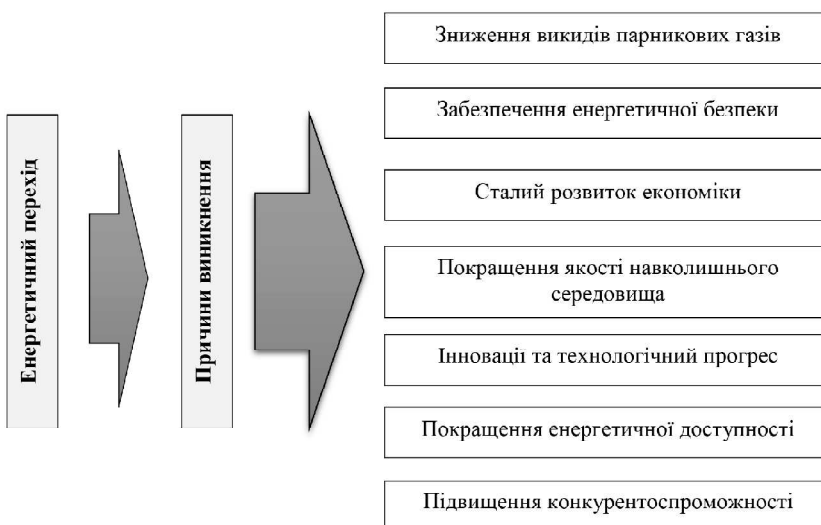 Енергетичний перехід
Причини виникнення
Зниження викидів парникових газів
Забезпечення енергетичної безпеки
Сталий розвиток економіки
Покращення якості навколишнього
середовища
Інновації та технологічний прогрес
Покращення енергетичної доступності
Підвищення конкурентоспроможності